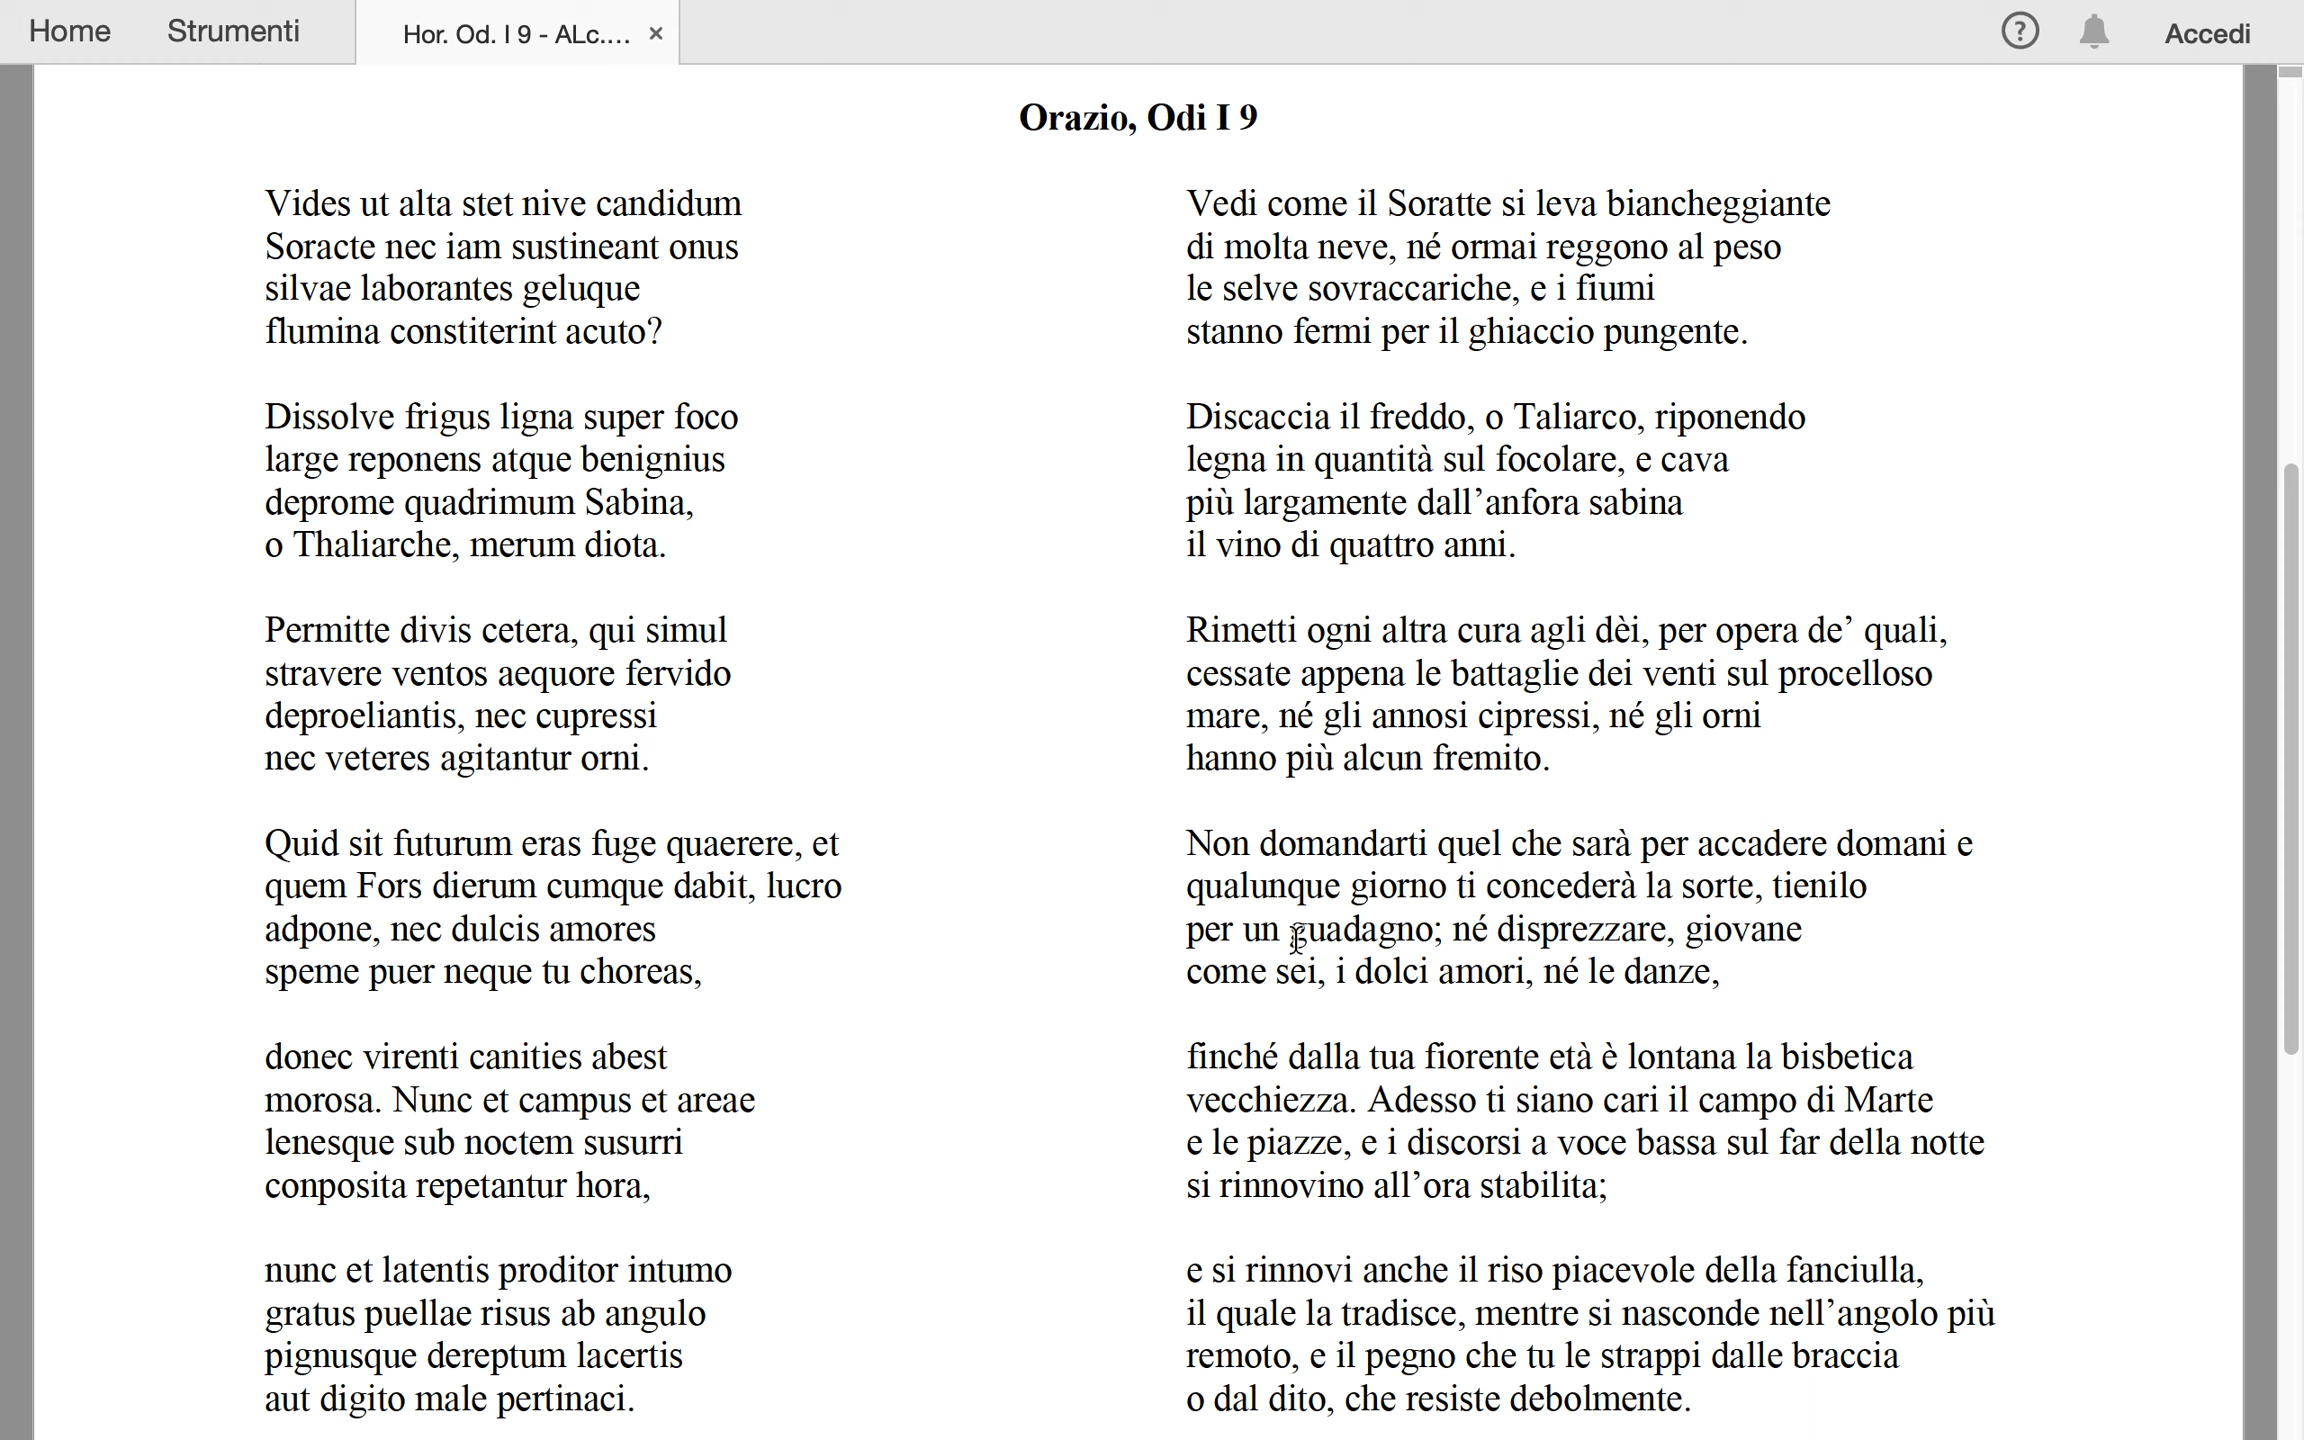 Home Strumenti Hor. Od. I 9 - ALc.... × ? Accedi
Orazio, Odi I 9
Vides ut alta stet nive candidum
Soracte nec iam sustineant onus
silvae laborantes geluque
flumina constiterint acuto?
Dissolve frigus ligna super foco
large reponens atque benignius
deprome quadrimum Sabina,
o Thaliarche, merum diota.
Permitte divis cetera, qui simul
stravere ventos aequore fervido
deproeliantis, nec cupressi
nec veteres agitantur orni.
Quid sit futurum eras fuge quaerere, et
quem Fors dierum cumque dabit, lucro
adpone, nec dulcis amores
speme puer neque tu choreas,
donec virenti canities abest
morosa. Nunc et campus et areae
lenesque sub noctem susurri
conposita repetantur hora,
nunc et latentis proditor intumo
gratus puellae risus ab angulo
pignusque dereptum lacertis
aut digito male pertinaci.
Vedi come il Soratte si leva biancheggiante
di molta neve, né ormai reggono al peso
le selve sovraccariche, e i fiumi
stanno fermi per il ghiaccio pungente.
Discaccia il freddo, o Taliarco, riponendo
legna in quantità sul focolare, e cava
più largamente dall’anfora sabina
il vino di quattro anni.
Rimetti ogni altra cura agli dèi, per opera de’ quali,
cessate appena le battaglie dei venti sul procelloso
mare, né gli annosi cipressi, né gli orni
hanno più alcun fremito.
Non domandarti quel che sarà per accadere domani e
qualunque giorno ti concederà la sorte, tienilo
per un guadagno; né disprezzare, giovane
come sei, i dolci amori, né le danze,
finché dalla tua fiorente età è lontana la bisbetica
vecchiezza. Adesso ti siano cari il campo di Marte
e le piazze, e i discorsi a voce bassa sul far della notte
si rinnovino all’ora stabilita;
e si rinnovi anche il riso piacevole della fanciulla,
il quale la tradisce, mentre si nasconde nell’angolo più
remoto, e il pegno che tu le strappi dalle braccia
o dal dito, che resiste debolmente.